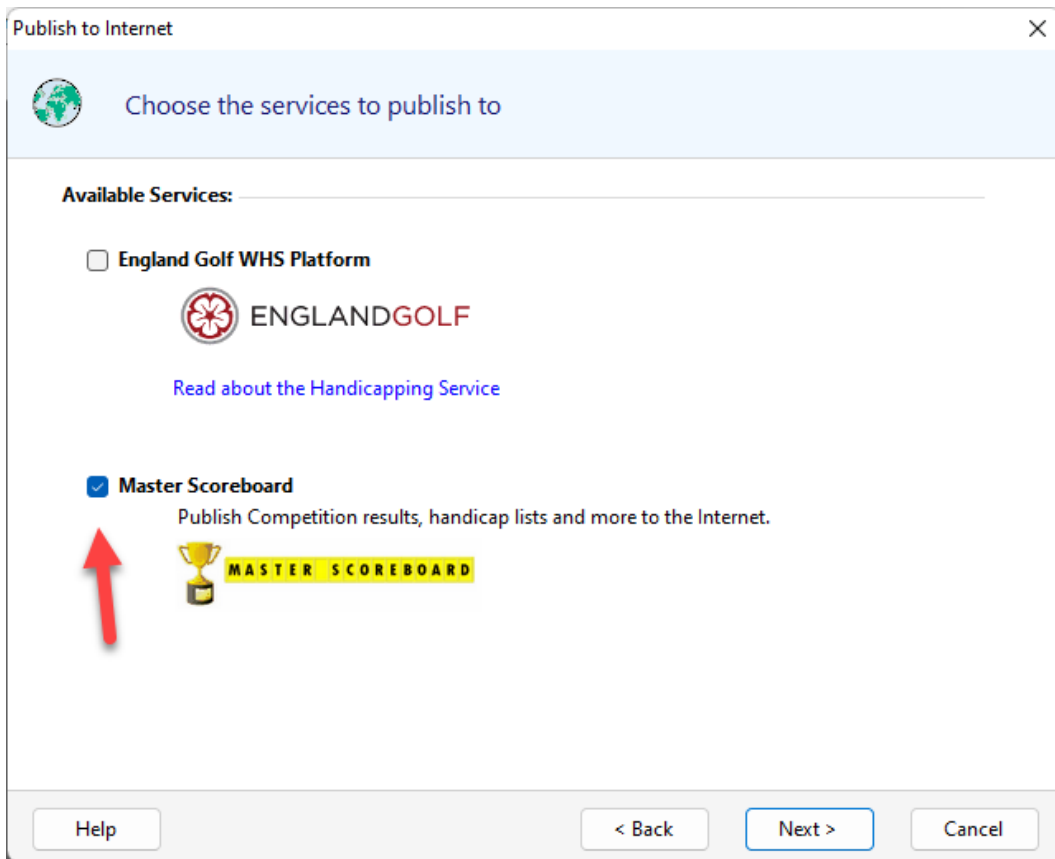 Publish to Internet
Choose the services to publish to
Available Services:
England Golf WHS Platform
ENGLANDGOLF
Read about the Handicapping Service
Master Scoreboard
Publish Competition results, handicap lists and more to the Internet.
MASTER SCOREBOARD
Help
< Back
Next >
Cancel